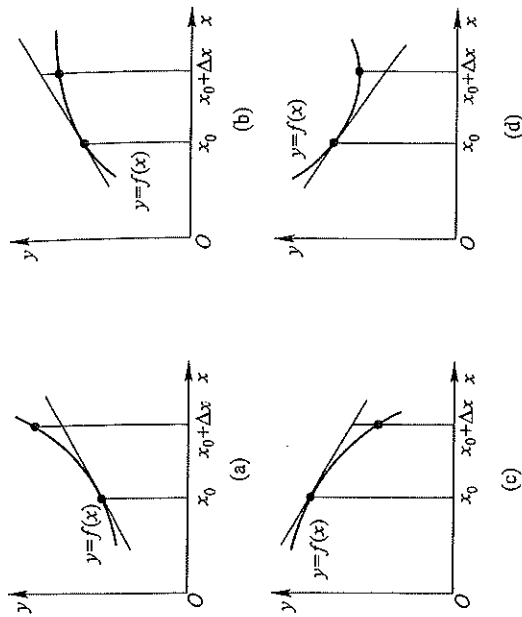 y
y=f(x)
O
x₀
x₀+Δx
x
(a)
y
y=f(x)
O
x₀
x₀+Δx
x
(b)
y
y=f(x)
O
x₀
x₀+Δx
x
(c)
y
y=f(x)
O
x₀
x₀+Δx
x
(d)